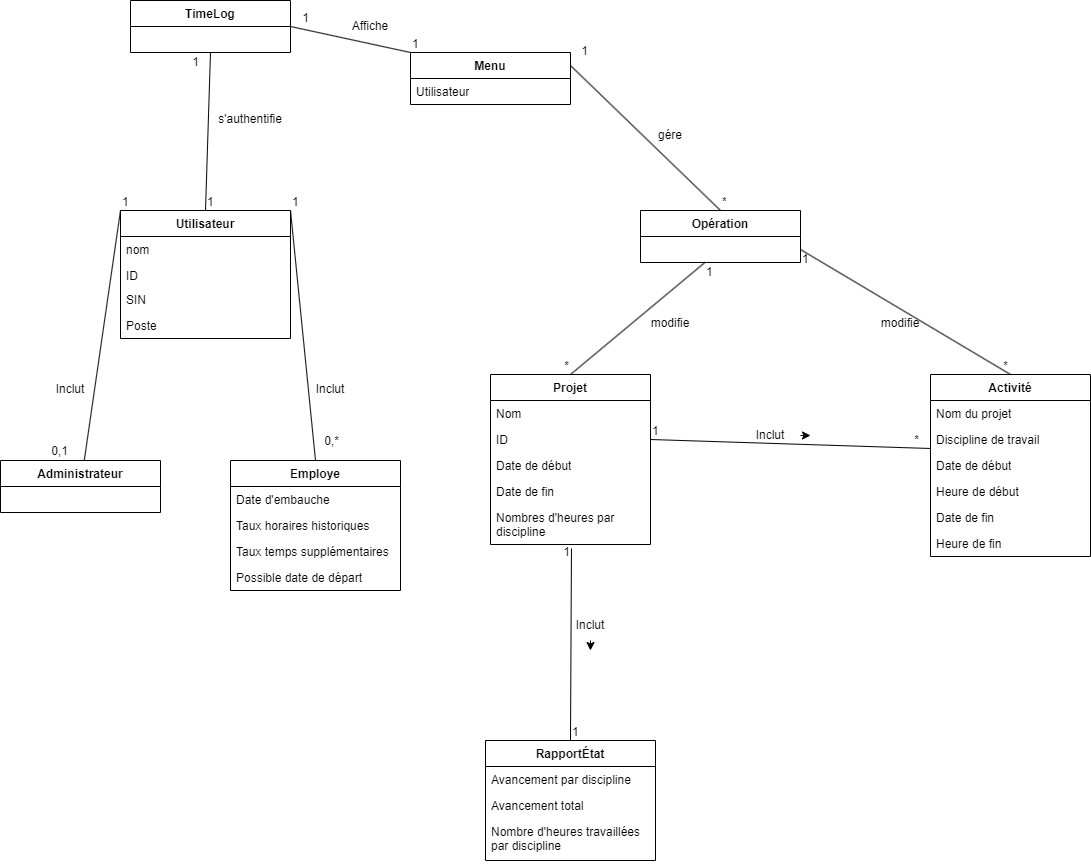 TimeLog
1
Affiche
1
Menu
Utilisateur
1
1
s'authentifie
gére
*
1
1
1
Utilisateur
nom
ID
SIN
Poste
Opération
1
1
modifie
modifie
Inclut
Inclut
0,1
0,*
Administrateur
Employe
Date d'embauche
Taux horaires historiques
Taux temps supplémentaires
Possible date de départ
*
*
Projet
Nom
ID
Date de début
Date de fin
Nombres d'heures par
discipline
1
Inclut
*
Activité
Nom du projet
Discipline de travail
Date de début
Heure de début
Date de fin
Heure de fin
1
Inclut
1
RapportÉtat
Avancement par discipline
Avancement total
Nombre d'heures travaillées
par discipline